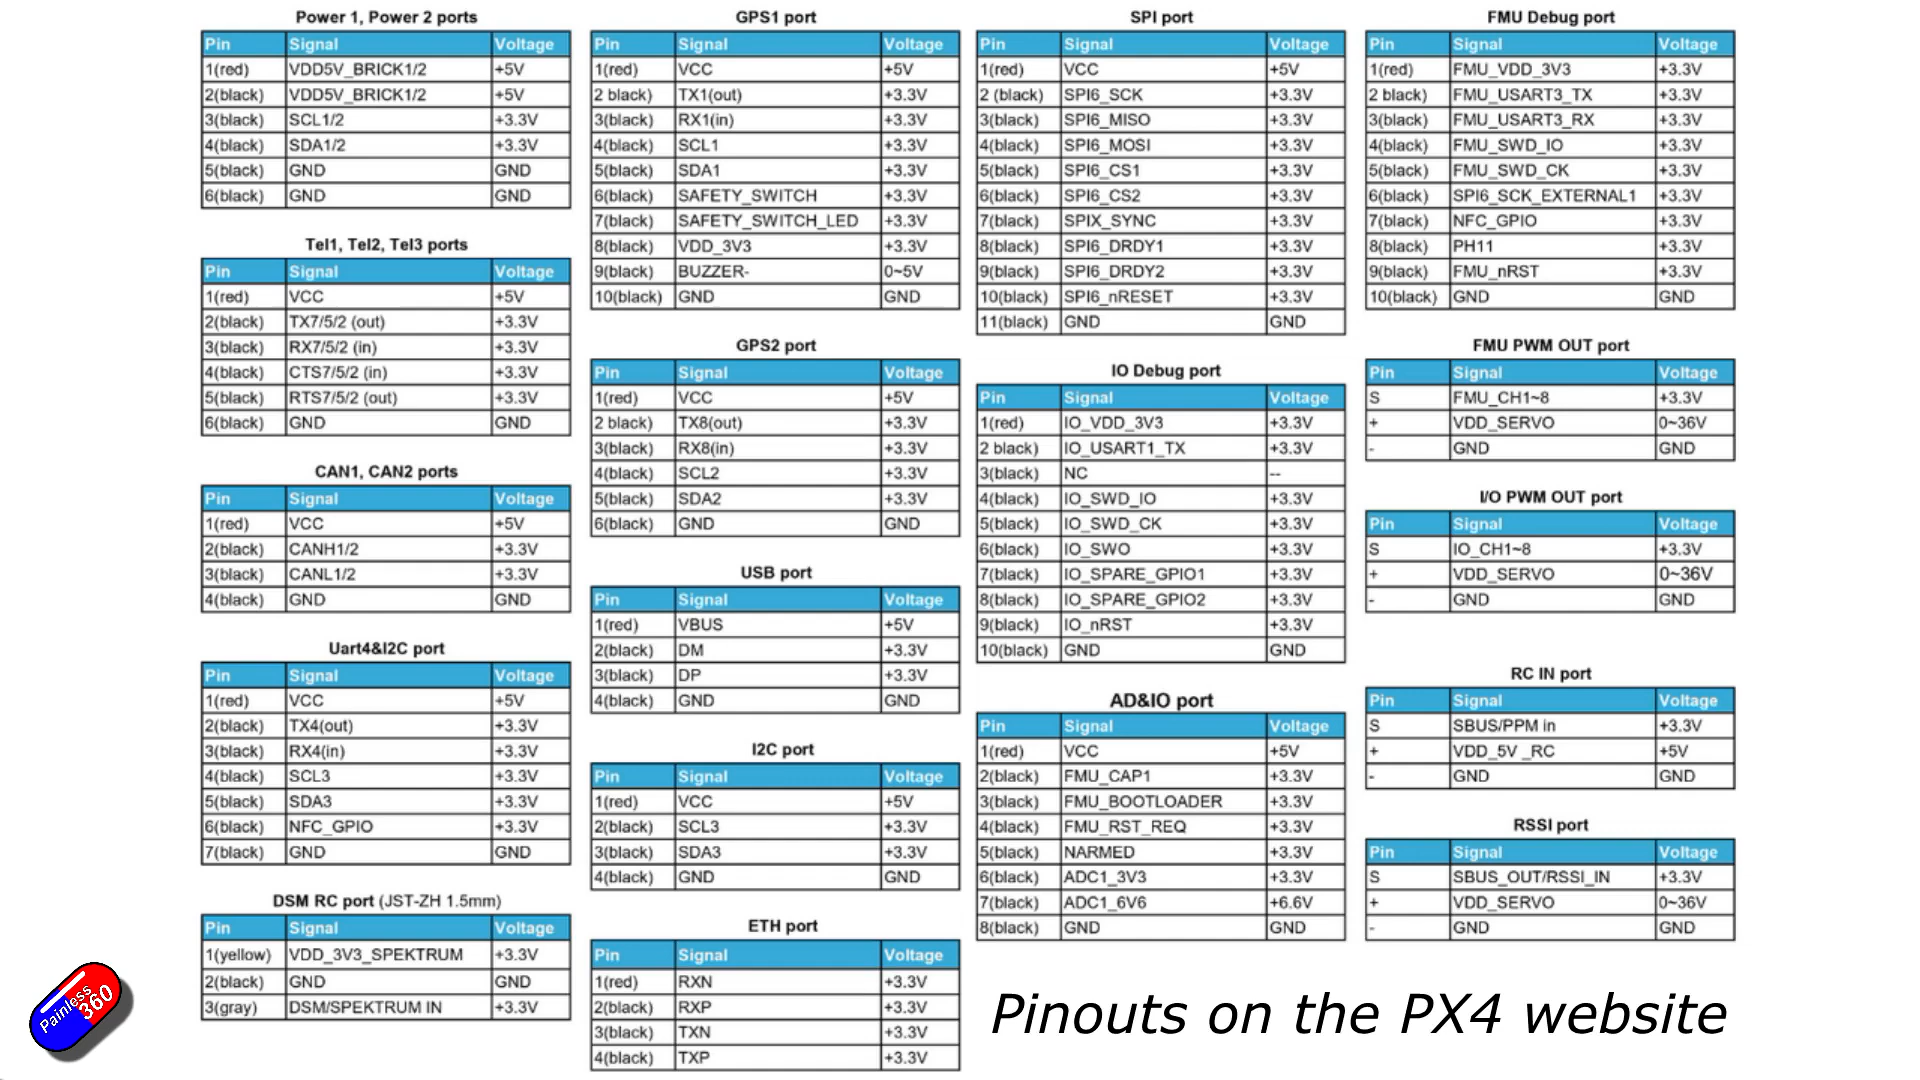 Power 1, Power 2 ports
Pin Signal Voltage
1(red) VDD5V_BRICK1/2 +5V
2(black) VDD5V_BRICK1/2 +5V
3(black) SCL1/2 +3.3V
4(black) SDA1/2 +3.3V
5(black) GND GND
6(black) GND GND
Tel1, Tel2, Tel3 ports
Pin Signal Voltage
1(red) VCC +5V
2(black) TX7/5/2 (out) +3.3V
3(black) RX7/5/2 (in) +3.3V
4(black) CTS7/5/2 (in) +3.3V
5(black) RTS7/5/2 (out) +3.3V
6(black) GND GND
CAN1, CAN2 ports
Pin Signal Voltage
1(red) VCC +5V
2(black) CANH1/2 +3.3V
3(black) CANL1/2 +3.3V
4(black) GND GND
Uart4&I2C port
Pin Signal Voltage
1(red) VCC +5V
2(black) TX4(out) +3.3V
3(black) RX4(in) +3.3V
4(black) SCL3 +3.3V
5(black) SDA3 +3.3V
6(black) NFC_GPIO +3.3V
7(black) GND GND
DSM RC port (JST-ZH 1.5mm)
Pin Signal Voltage
1(yellow) VDD_3V3_SPEKTRUM +3.3V
2(black) GND GND
3(gray) DSM/SPEKTRUM IN +3.3V
GPS1 port
Pin Signal Voltage
1(red) VCC +5V
2 black) TX1(out) +3.3V
3(black) RX1(in) +3.3V
4(black) SCL1 +3.3V
5(black) SDA1 +3.3V
6(black) SAFETY_SWITCH +3.3V
7(black) SAFETY_SWITCH_LED +3.3V
8(black) VDD_3V3 +3.3V
9(black) BUZZER- 0~5V
10(black) GND GND
GPS2 port
Pin Signal Voltage
1(red) VCC +5V
2 black) TX8(out) +3.3V
3(black) RX8(in) +3.3V
4(black) SCL2 +3.3V
5(black) SDA2 +3.3V
6(black) GND GND
USB port
Pin Signal Voltage
1(red) VBUS +5V
2(black) DM +3.3V
3(black) DP +3.3V
4(black) GND GND
I2C port
Pin Signal Voltage
1(red) VCC +5V
2(black) SCL3 +3.3V
3(black) SDA3 +3.3V
4(black) GND GND
ETH port
Pin Signal Voltage
1(red) RXN +3.3V
2(black) RXP +3.3V
3(black) TXN +3.3V
4(black) TXP +3.3V
SPI port
Pin Signal Voltage
1(red) VCC +5V
2 (black) SPI6_SCK +3.3V
3(black) SPI6_MISO +3.3V
4(black) SPI6_MOSI +3.3V
5(black) SPI6_CS1 +3.3V
6(black) SPI6_CS2 +3.3V
7(black) SPIX_SYNC +3.3V
8(black) SPI6_DRDY1 +3.3V
9(black) SPI6_DRDY2 +3.3V
10(black) SPI6_nRESET +3.3V
11(black) GND GND
IO Debug port
Pin Signal Voltage
1(red) IO_VDD_3V3 +3.3V
2 black) IO_USART1_TX +3.3V
3(black) NC --
4(black) IO_SWD_IO +3.3V
5(black) IO_SWD_CK +3.3V
6(black) IO_SWO +3.3V
7(black) IO_SPARE_GPIO1 +3.3V
8(black) IO_SPARE_GPIO2 +3.3V
9(black) IO_nRST +3.3V
10(black) GND GND
AD&IO port
Pin Signal Voltage
1(red) VCC +5V
2(black) FMU_CAP1 +3.3V
3(black) FMU_BOOTLOADER +3.3V
4(black) FMU_RST_REQ +3.3V
5(black) NARMED +3.3V
6(black) ADC1_3V3 +3.3V
7(black) ADC1_6V6 +6.6V
8(black) GND GND
FMU Debug port
Pin Signal Voltage
1(red) FMU_VDD_3V3 +3.3V
2 black) FMU_USART3_TX +3.3V
3(black) FMU_USART3_RX +3.3V
4(black) FMU_SWD_IO +3.3V
5(black) FMU_SWD_CK +3.3V
6(black) SPI6_SCK_EXTERNAL1 +3.3V
7(black) NFC_GPIO +3.3V
8(black) PH11 +3.3V
9(black) FMU_nRST +3.3V
10(black) GND GND
FMU PWM OUT port
Pin Signal Voltage
S FMU_CH1~8 +3.3V
+ VDD_SERVO 0~36V
- GND GND
I/O PWM OUT port
Pin Signal Voltage
S IO_CH1~8 +3.3V
+ VDD_SERVO 0~36V
- GND GND
RC IN port
Pin Signal Voltage
S SBUS/PPM in +3.3V
+ VDD_5V _RC +5V
- GND GND
RSSI port
Pin Signal Voltage
S SBUS_OUT/RSSI_IN +3.3V
+ VDD_SERVO 0~36V
- GND GND
Painless
360
Pinouts on the PX4 website